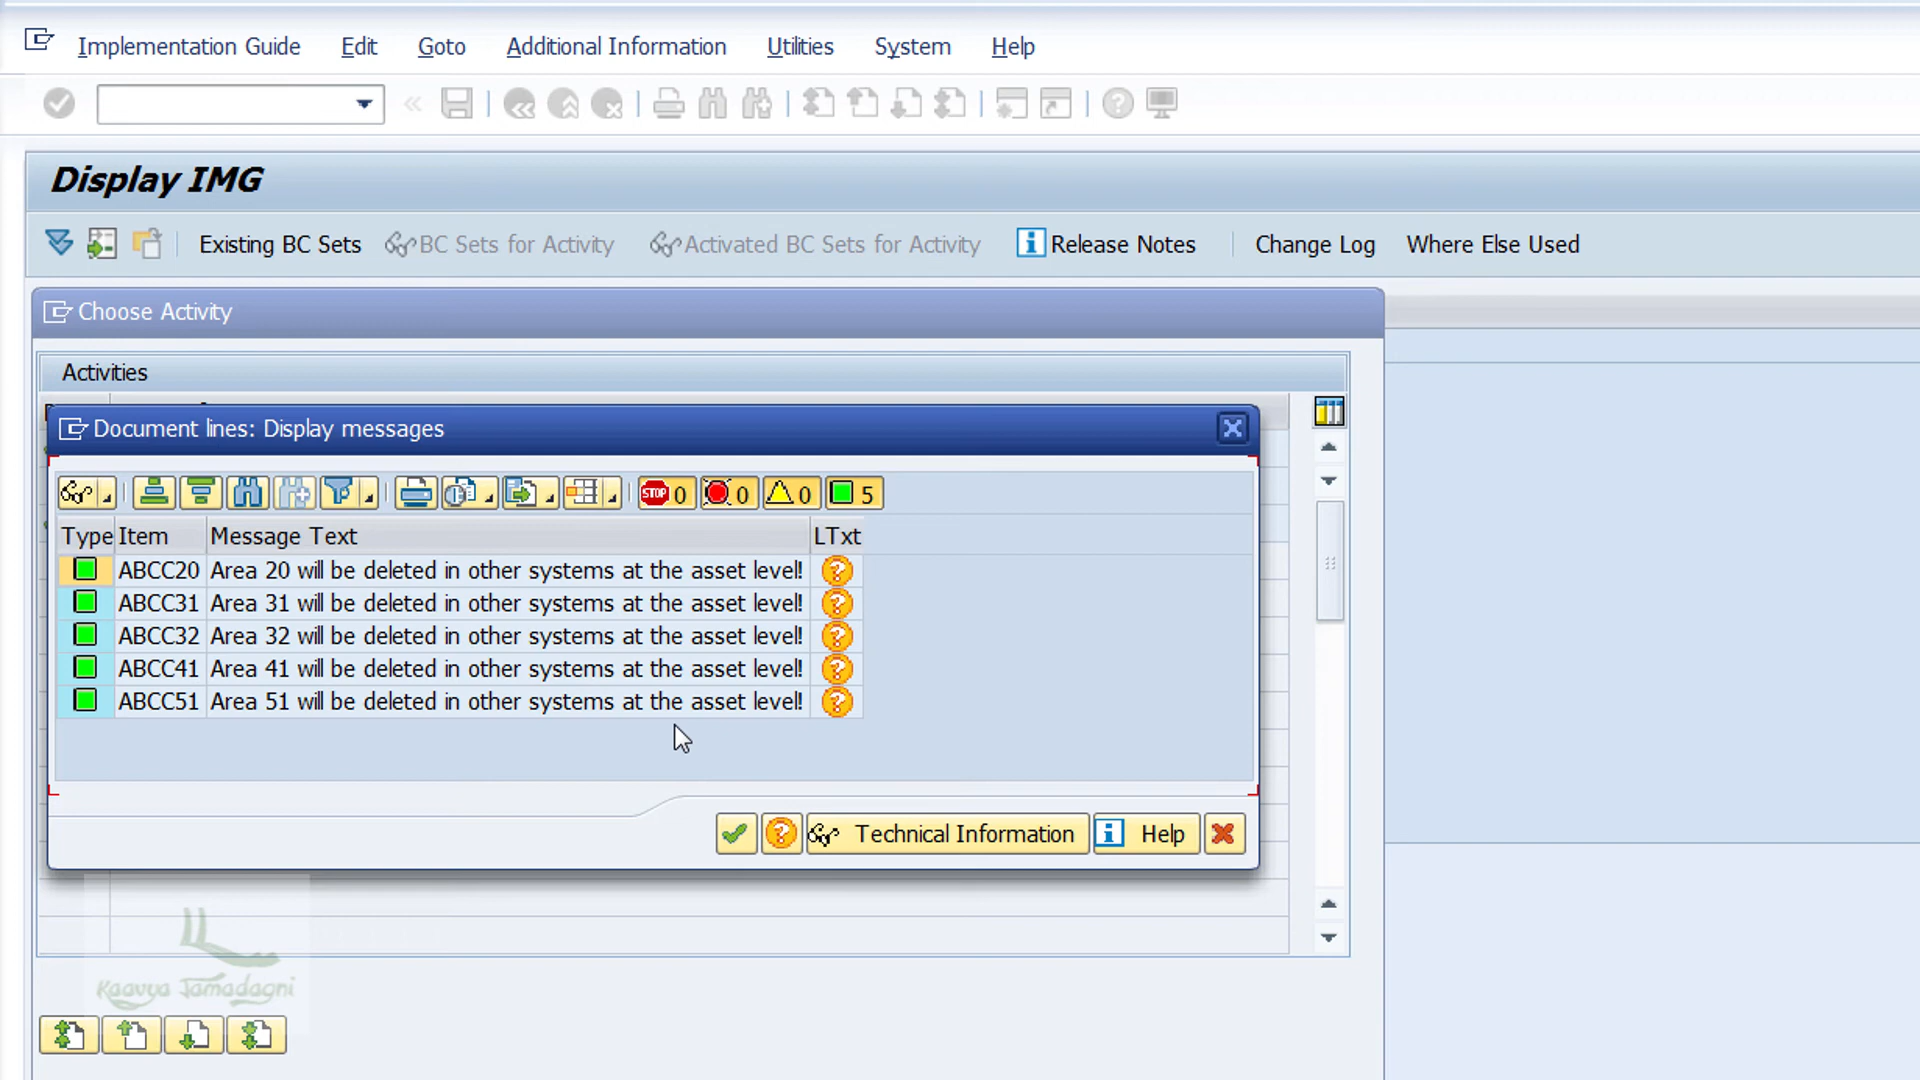 Implementation Guide Edit Goto Additional Information Utilities System Help
Display IMG
Existing BC Sets BC Sets for Activity Activated BC Sets for Activity Release Notes Change Log Where Else Used
Choose Activity
Activities
Document lines: Display messages
STOP 0 0 0 5
Type Item Message Text LTxt
ABCC20 Area 20 will be deleted in other systems at the asset level!
ABCC31 Area 31 will be deleted in other systems at the asset level!
ABCC32 Area 32 will be deleted in other systems at the asset level!
ABCC41 Area 41 will be deleted in other systems at the asset level!
ABCC51 Area 51 will be deleted in other systems at the asset level!
Technical Information Help
Kaavya Jamadagni